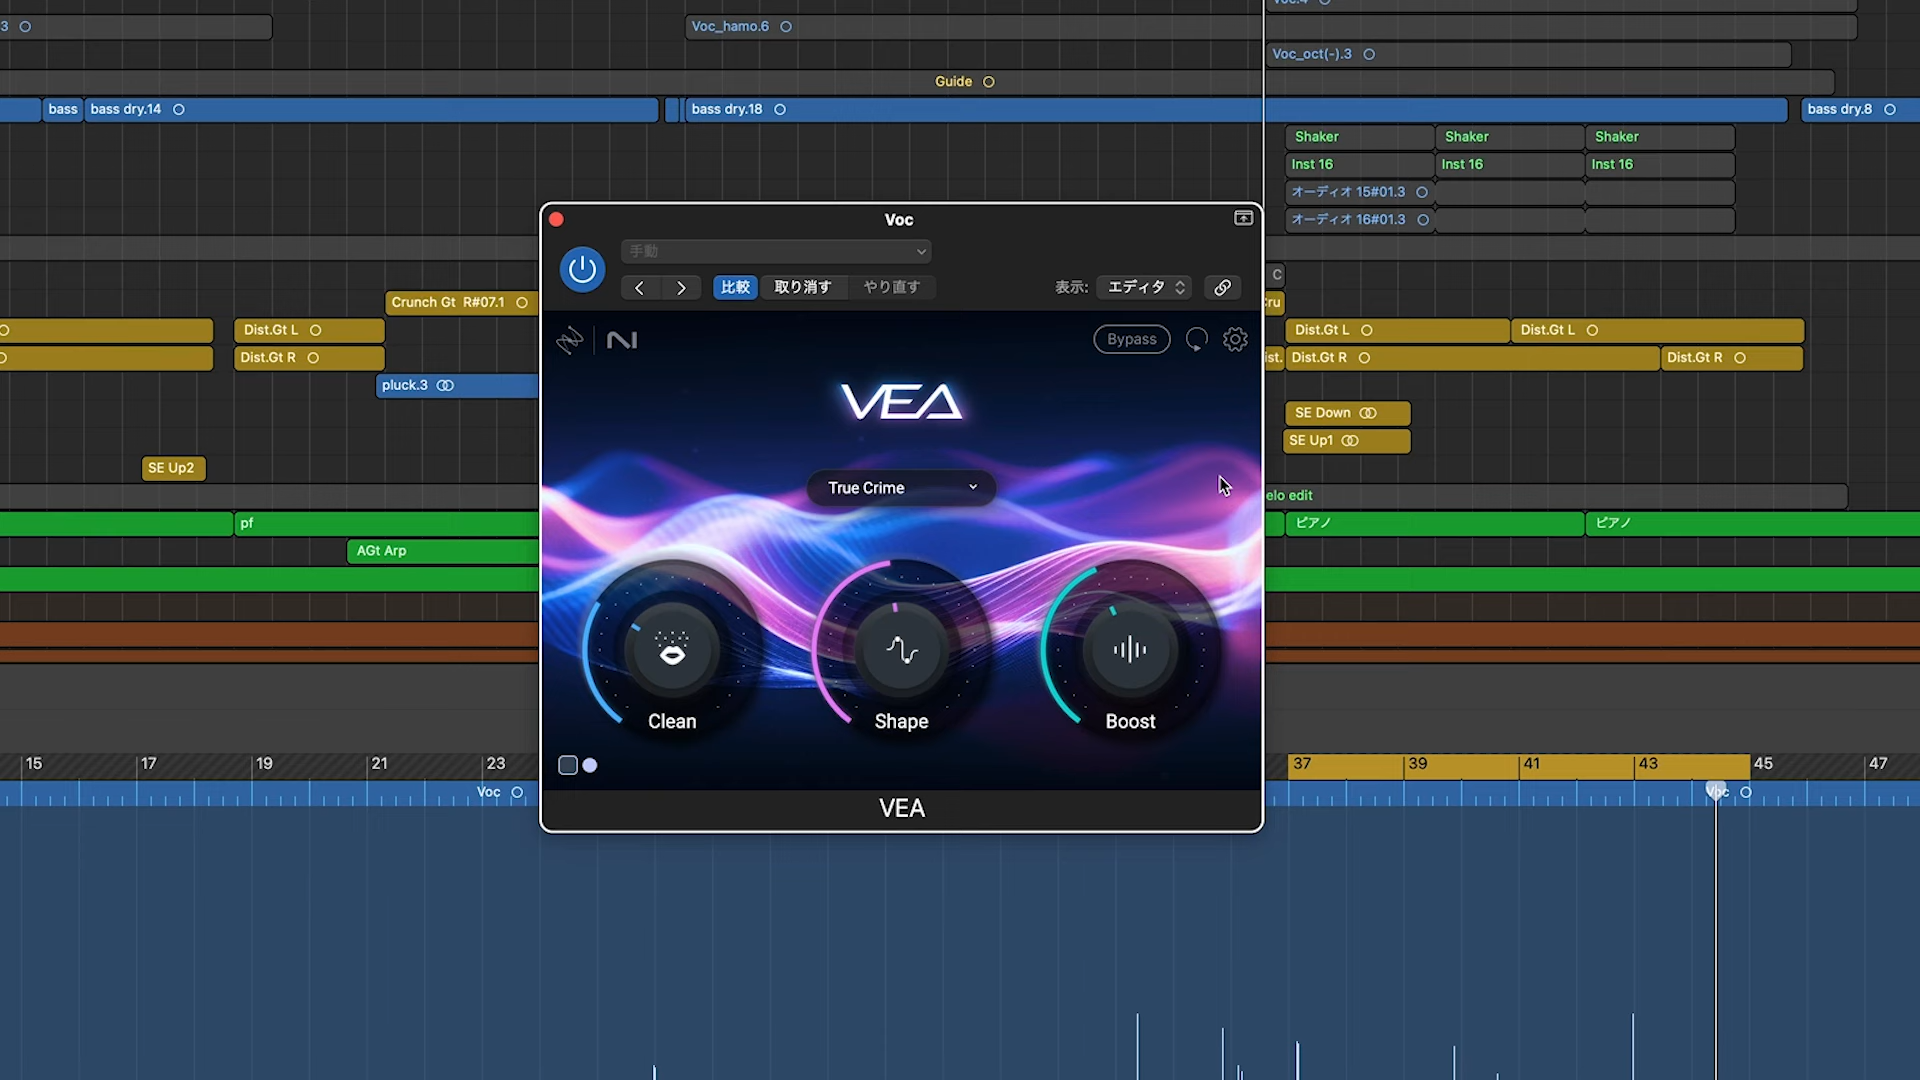 3
Voc_hamo.6
Voc.4
Voc_oct(-).3
Guide
bass
bass dry.14
bass dry.18
bass dry.8
Shaker
Shaker
Shaker
Inst 16
Inst 16
Inst 16
オーディオ 15#01.3
オーディオ 16#01.3
Voc
手動
比較
取り消す
やり直す
表示:
エディタ
C
Crunch Gt R#07.1
Cru
Dist.Gt L
Dist.Gt L
Dist.Gt L
Dist.Gt R
ist.
Dist.Gt R
Dist.Gt R
Bypass
pluck.3
VEA
SE Down
SE Up1
SE Up2
True Crime
elo edit
pf
ピアノ
ピアノ
AGt Arp
Clean
Shape
Boost
15
17
19
21
23
37
39
41
43
45
47
Voc
Voc
VEA